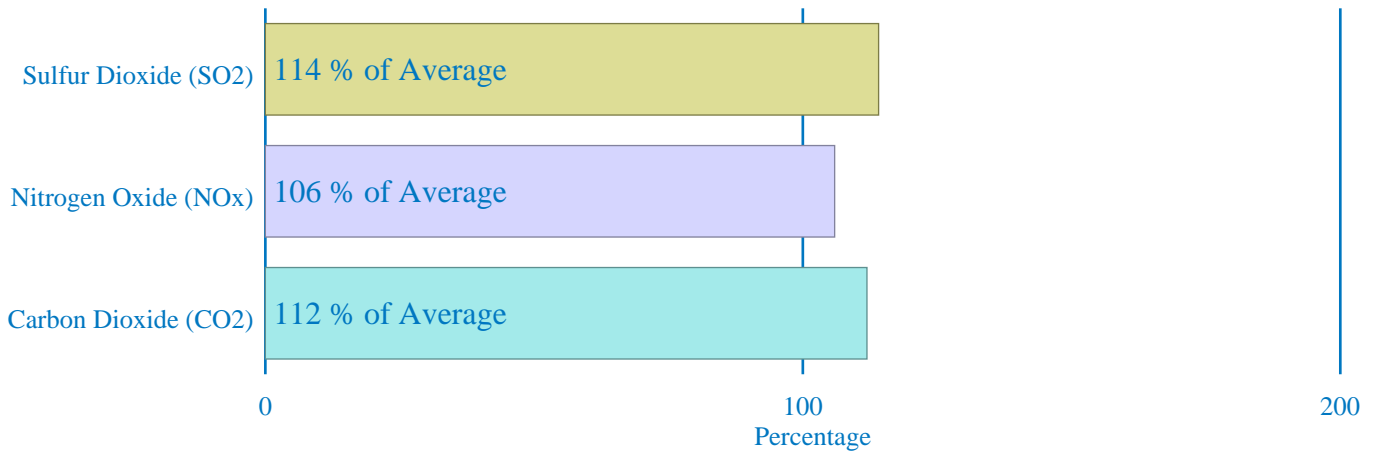 Sulfur Dioxide (SO2)
114 % of Average
Nitrogen Oxide (NOx)
106 % of Average
Carbon Dioxide (CO2)
112 % of Average
0 100 200
Percentage